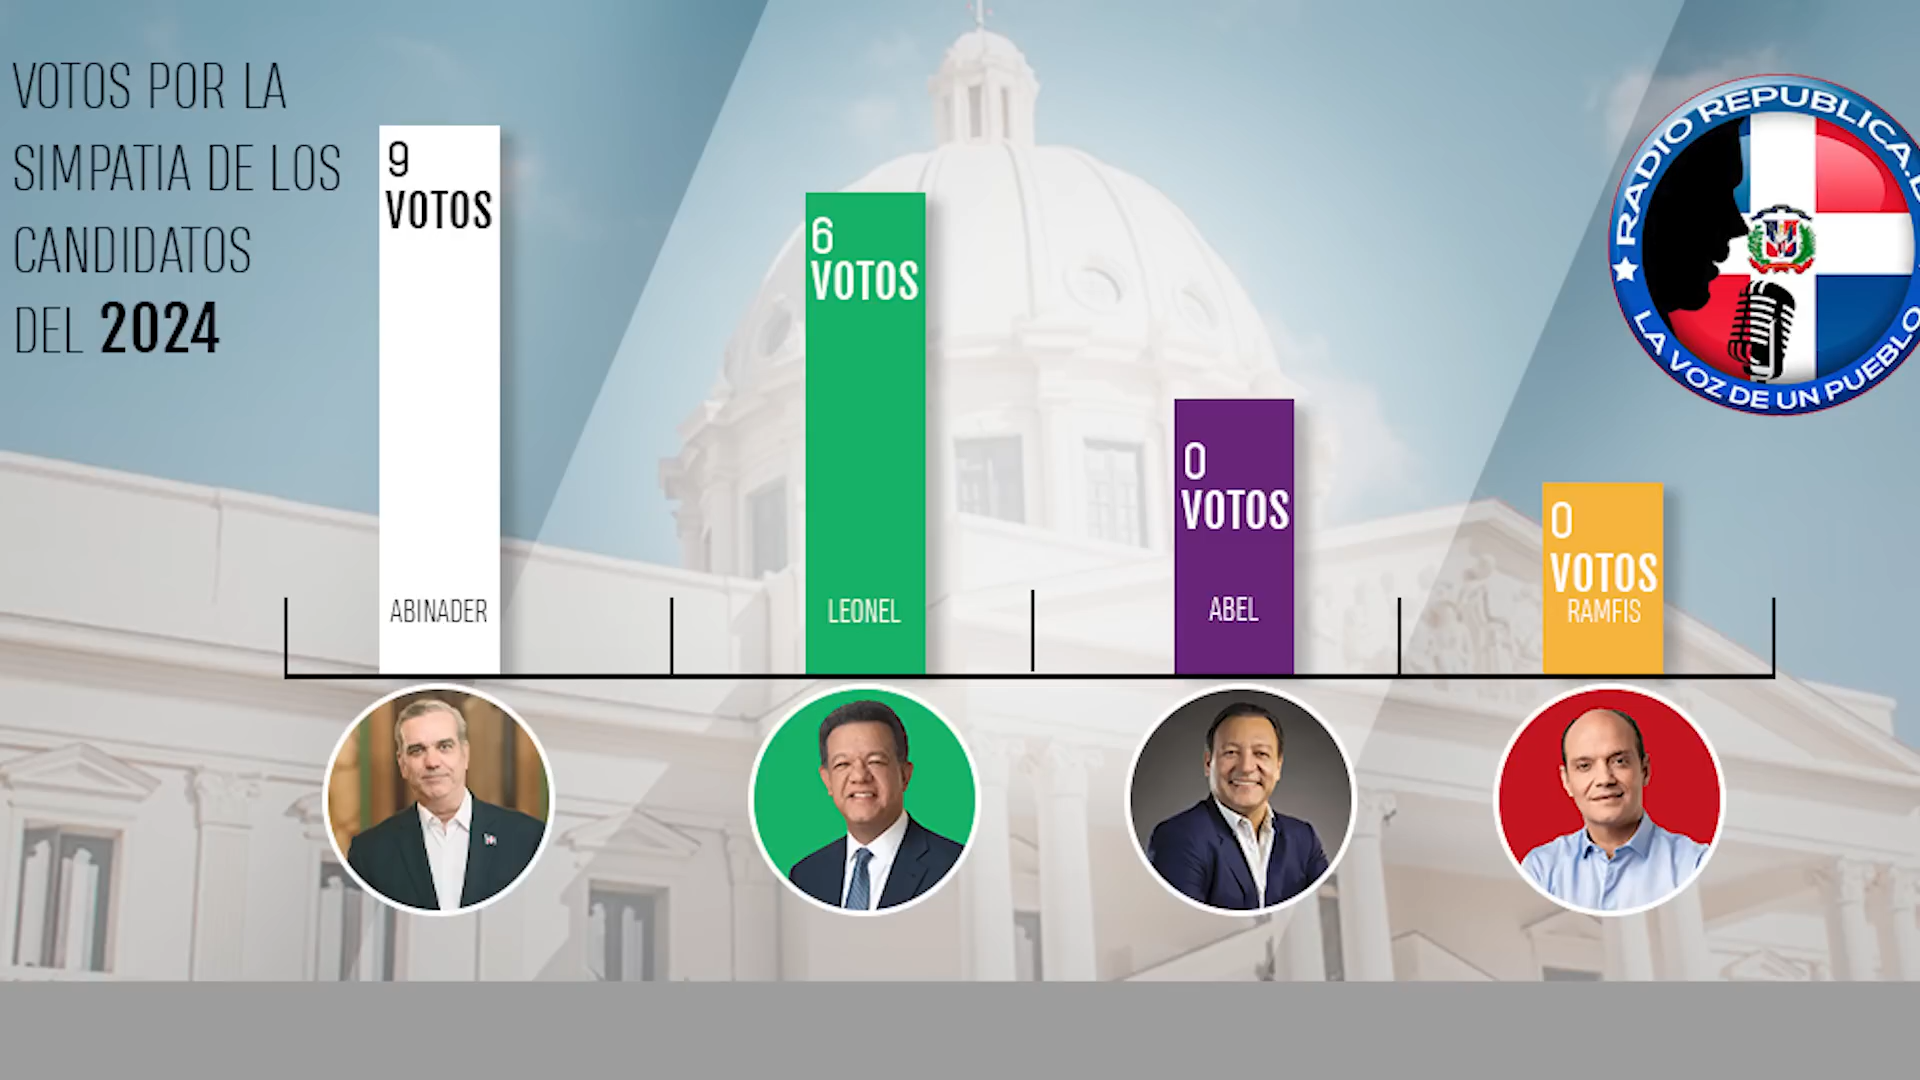 VOTOS POR LA
SIMPATIA DE LOS
CANDIDATOS
DEL 2024
9
VOTOS
ABINADER
6
VOTOS
LEONEL
0
VOTOS
ABEL
0
VOTOS
RAMFIS
RADIO REPUBLICA.
LA VOZ DE UN PUEBLO